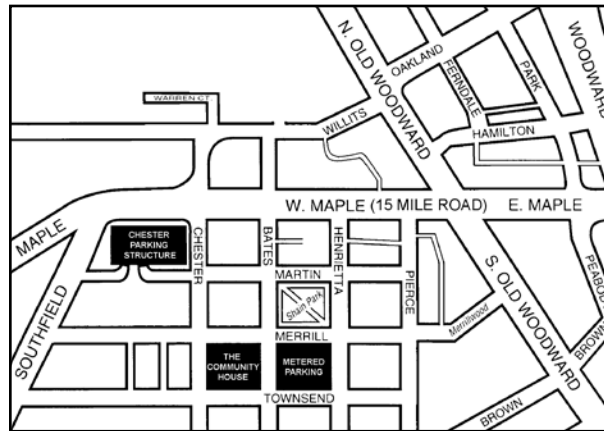 N. OLD WOODWARD
OAKLAND
FERNDALE
PARK
WOODWARD
WARREN CT.
WILLITS
HAMILTON
W. MAPLE (15 MILE ROAD)
E. MAPLE
MAPLE
CHESTER
PARKING
STRUCTURE
CHESTER
BATES
HENRIETTA
MARTIN
PIERCE
PEABOD
Shain Park
Merrillwood
SOUTHFIELD
MERRILL
S. OLD WOODWARD
BROWN
THE
COMMUNITY
HOUSE
METERED
PARKING
TOWNSEND
BROWN